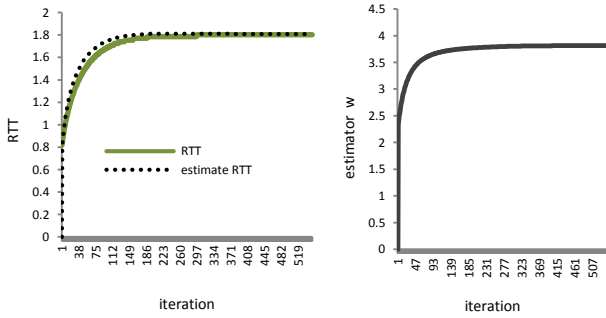 2
1.8
1.6
1.4
1.2
1
0.8
0.6
0.4
0.2
0
RTT
RTT
estimate RTT
1 38 75 112 149 186 223 260 297 334 371 408 445 482 519
iteration
4.5
4
3.5
3
2.5
2
1.5
1
0.5
0
estimator w
1 47 93 139 185 231 277 323 369 415 461 507
iteration